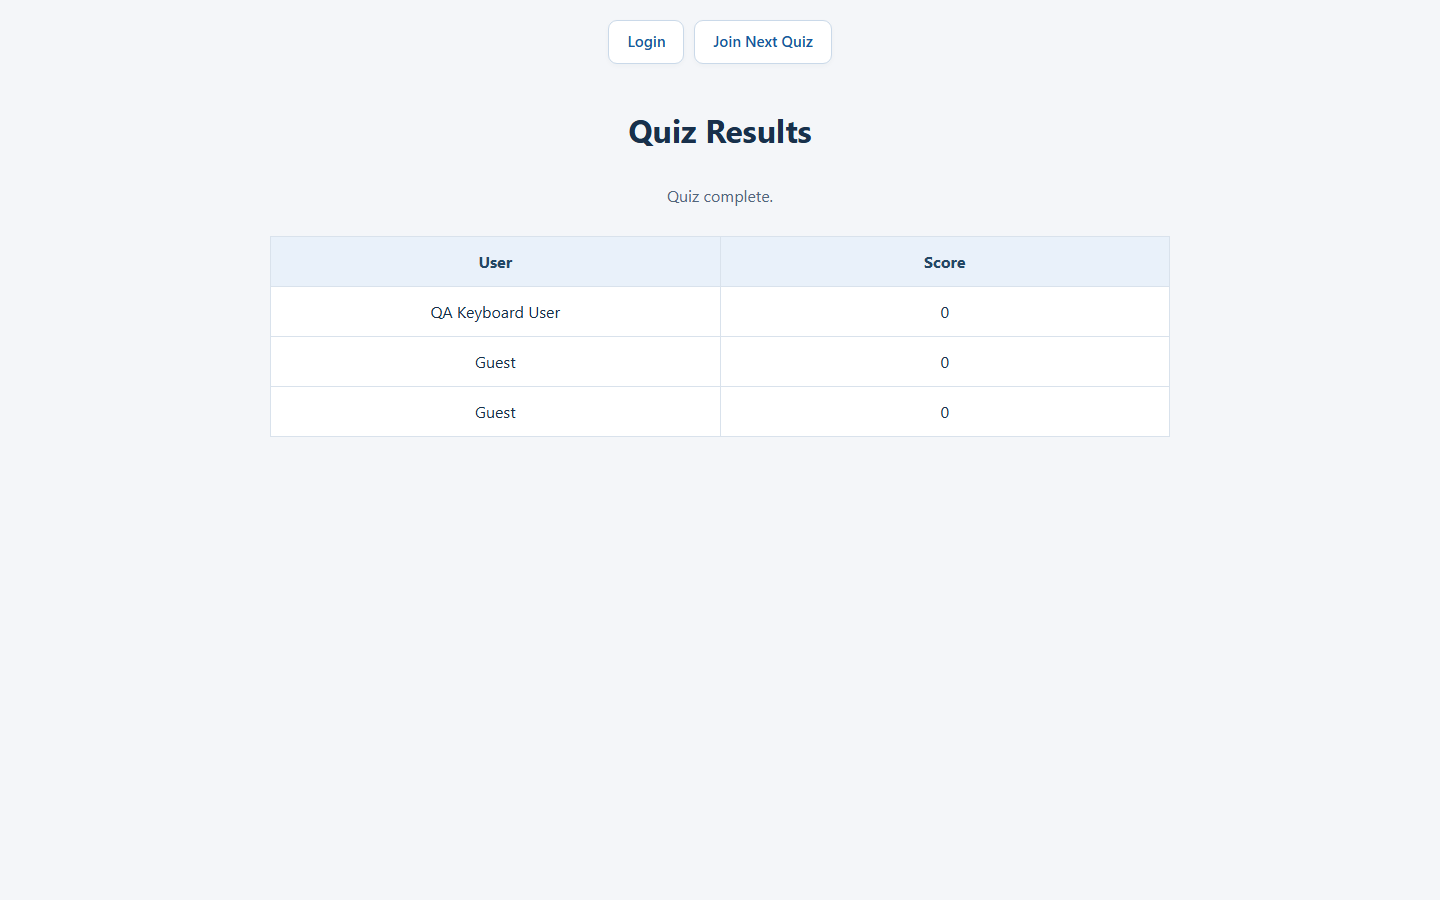 Login Join Next Quiz
Quiz Results
Quiz complete.
User Score
QA Keyboard User 0
Guest 0
Guest 0